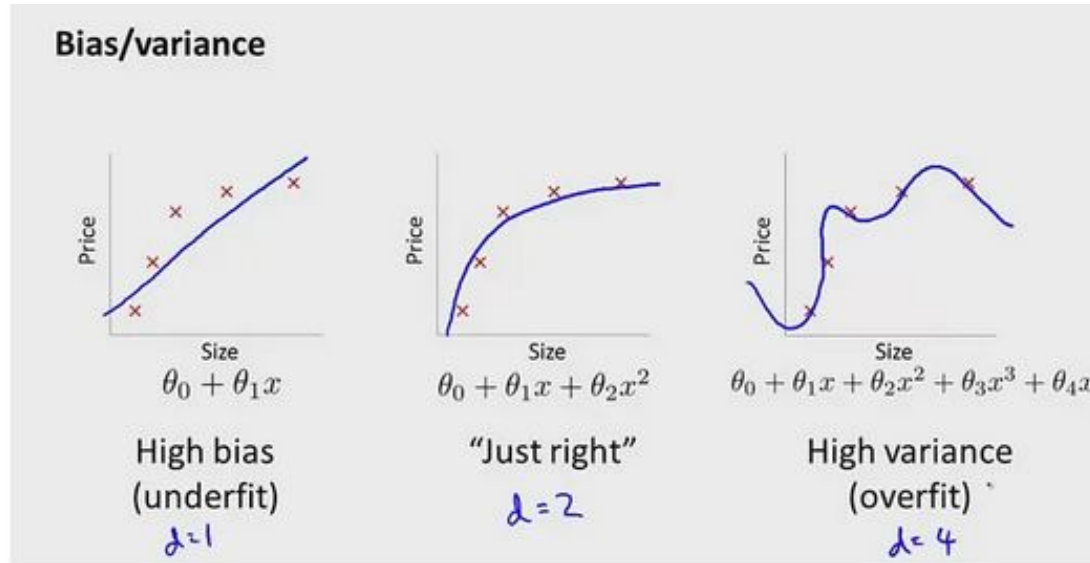 Bias/variance
Price
Size
θ₀ + θ₁x
High bias
(underfit)
d=1
Price
Size
θ₀ + θ₁x + θ₂x²
“Just right”
d=2
Price
Size
θ₀ + θ₁x + θ₂x² + θ₃x³ + θ₄x
High variance
(overfit)
d=4